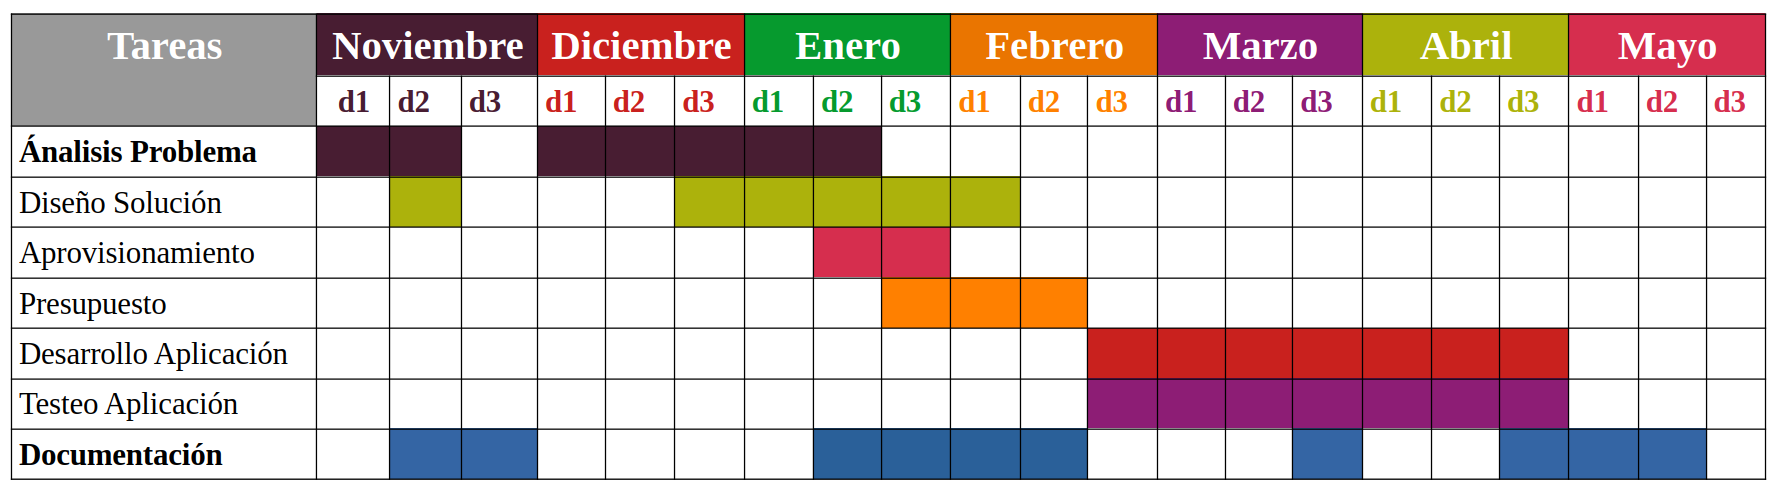 Tareas Noviembre Diciembre Enero Febrero Marzo Abril Mayo
d1 d2 d3 d1 d2 d3 d1 d2 d3 d1 d2 d3 d1 d2 d3 d1 d2 d3 d1 d2 d3
Ánalisis Problema
Diseño Solución
Aprovisionamiento
Presupuesto
Desarrollo Aplicación
Testeo Aplicación
Documentación